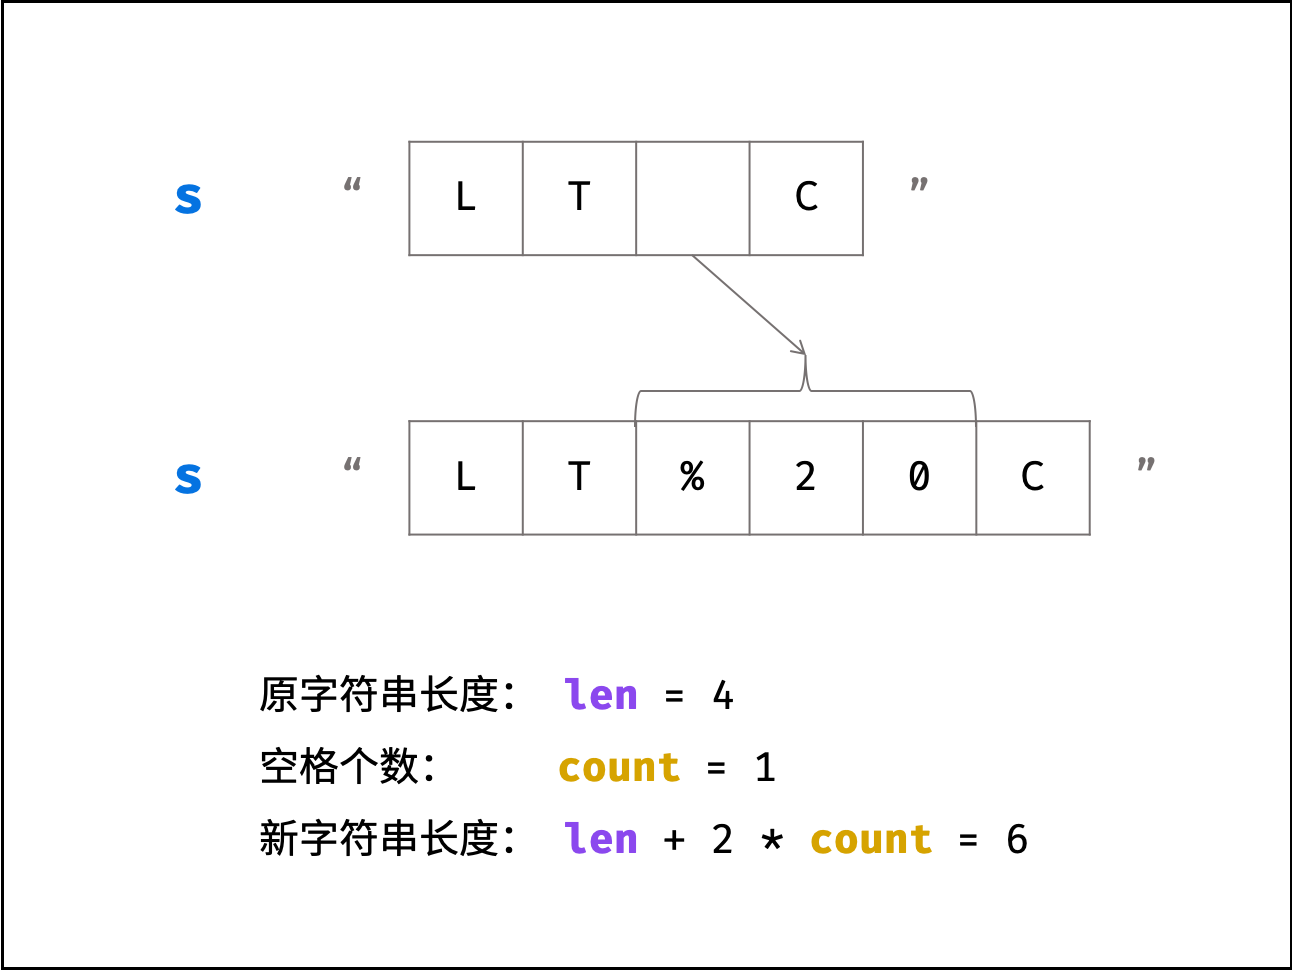 s “ L T C ”
s “ L T % 2 0 C ”
原字符串长度： len = 4
空格个数： count = 1
新字符串长度： len + 2 * count = 6